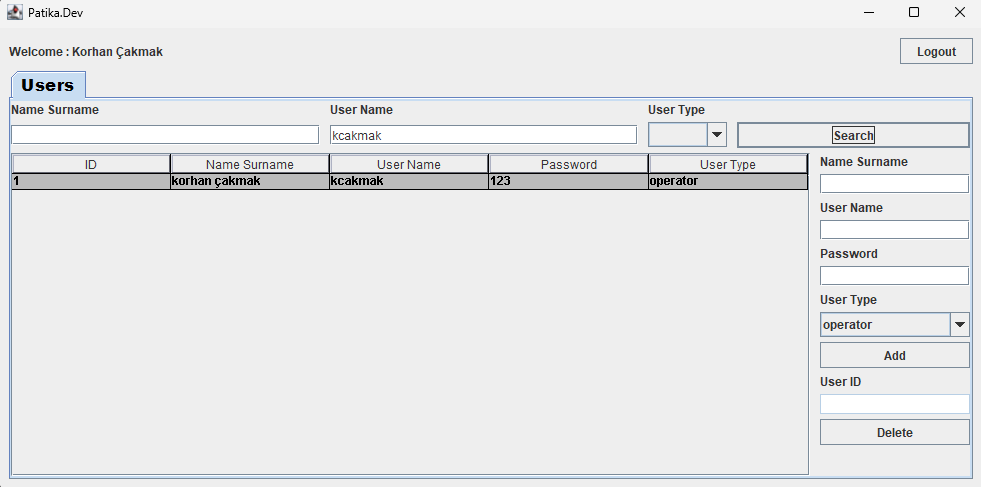 Patika.Dev
Welcome : Korhan Çakmak
Logout
Users
Name Surname
User Name
User Type
kcakmak
Search
ID
Name Surname
User Name
Password
User Type
1
korhan çakmak
kcakmak
123
operator
Name Surname
User Name
Password
User Type
operator
Add
User ID
Delete